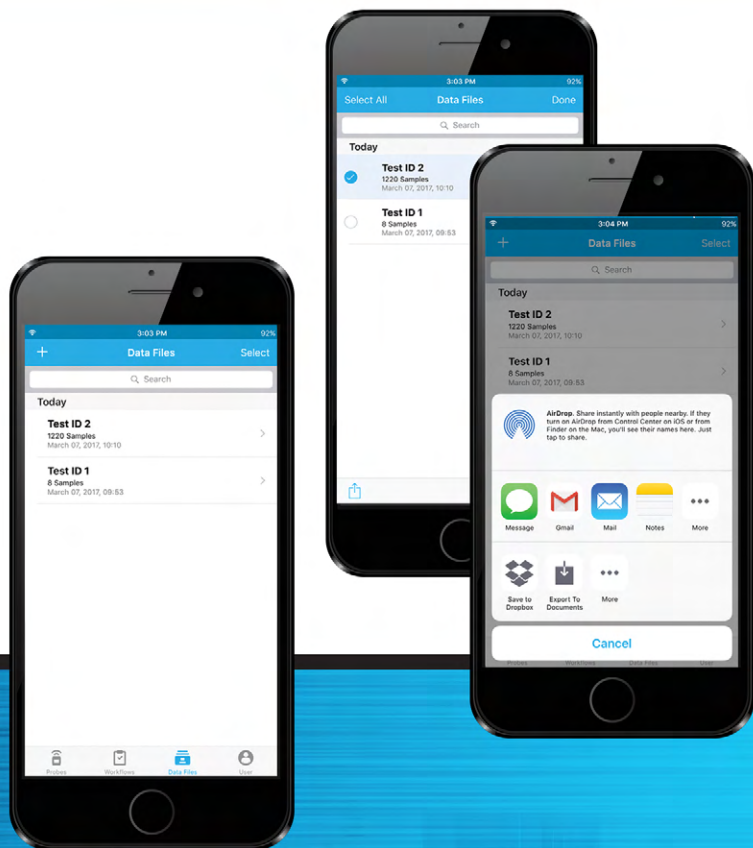 3:03 PM
92%
Data Files
Select
Search
Today
Test ID 2
1220 Samples
March 07, 2017, 10:10
Test ID 1
8 Samples
March 07, 2017, 09:53
Probes
Workflows
Data Files
User
3:03 PM
92%
Select All
Data Files
Done
Search
Today
Test ID 2
1220 Samples
March 07, 2017, 10:10
Test ID 1
8 Samples
March 07, 2017, 09:53
3:04 PM
92%
Data Files
Select
Search
Today
Test ID 2
1220 Samples
March 07, 2017, 10:10
Test ID 1
8 Samples
March 07, 2017, 09:53
AirDrop. Share instantly with people nearby. If they
turn on AirDrop from Control Center on iOS or from
Finder on the Mac, you'll see their names here. Just
tap to share.
Message
Gmail
Mail
Notes
More
Save to
Dropbox
Export To
Documents
More
Cancel
Probes
Workflows
Data Files
User